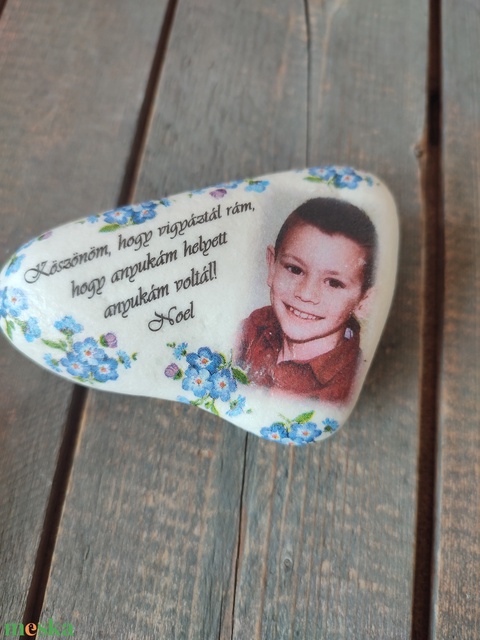 Köszönöm, hogy vigyáztál rám,
hogy anyukám helyett
anyukám voltál!
Noel
meska